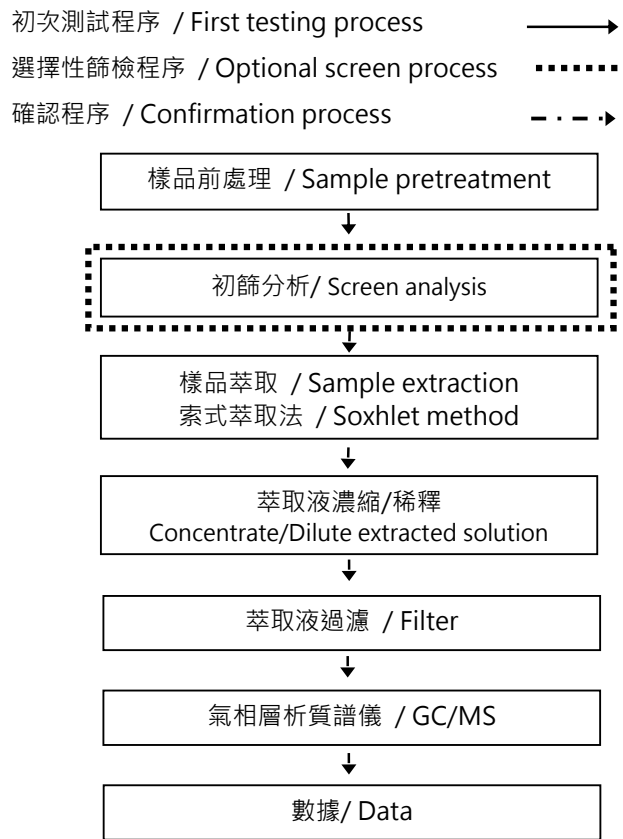 初次測試程序 / First testing process
選擇性篩檢程序 / Optional screen process
確認程序 / Confirmation process
樣品前處理 / Sample pretreatment
初篩分析/ Screen analysis
樣品萃取 / Sample extraction
索式萃取法 / Soxhlet method
萃取液濃縮/稀釋
Concentrate/Dilute extracted solution
萃取液過濾 / Filter
氣相層析質譜儀 / GC/MS
數據/ Data